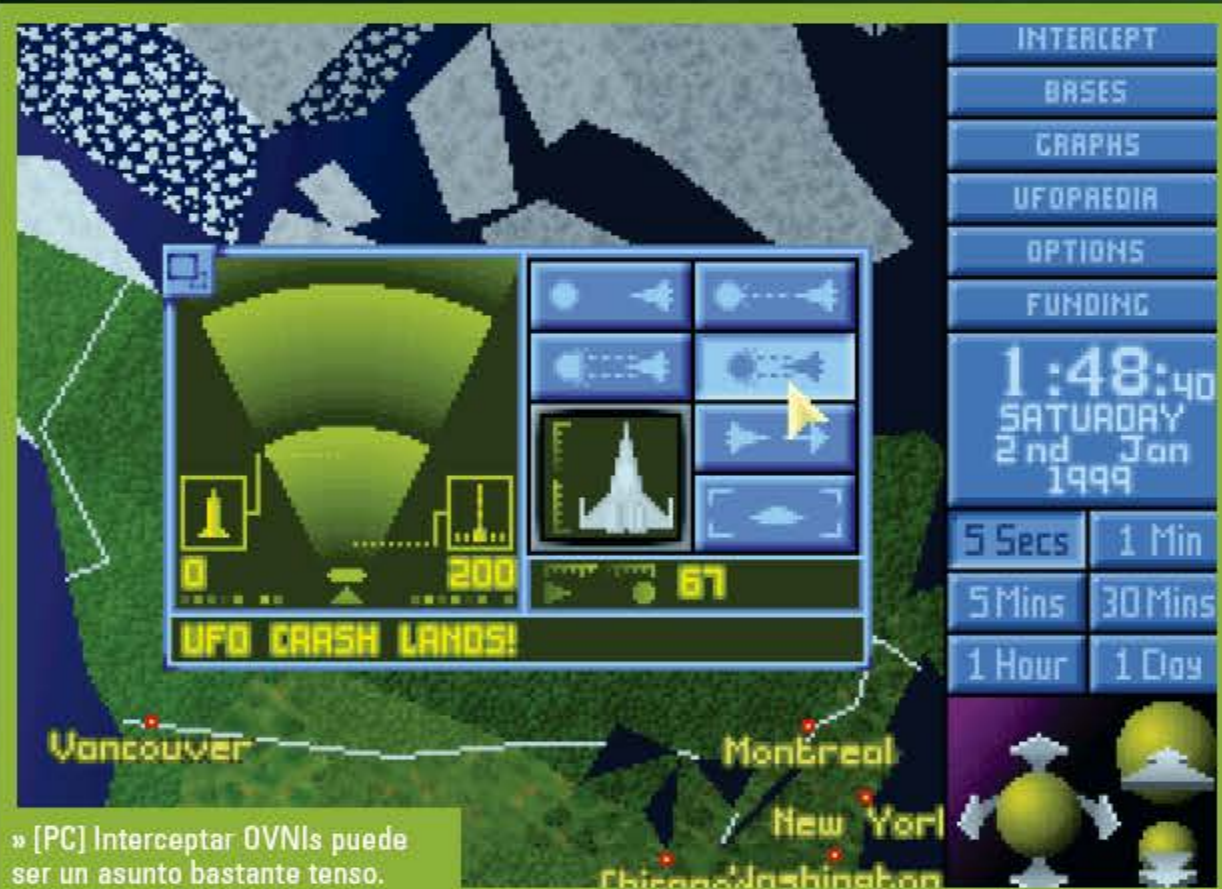 INTERCEPT
BASES
GRAPHS
UFOPAEDIA
OPTIONS
FUNDING
1:48:40
SATURDAY
2nd Jan
1999
5 Secs 1 Min
5 Mins 30 Mins
1 Hour 1 Day
0 200
67
UFO CRASH LANDS!
Vancouver
Montreal
New York
Chicago Washington
» [PC] Interceptar OVNIs puede
ser un asunto bastante tenso.